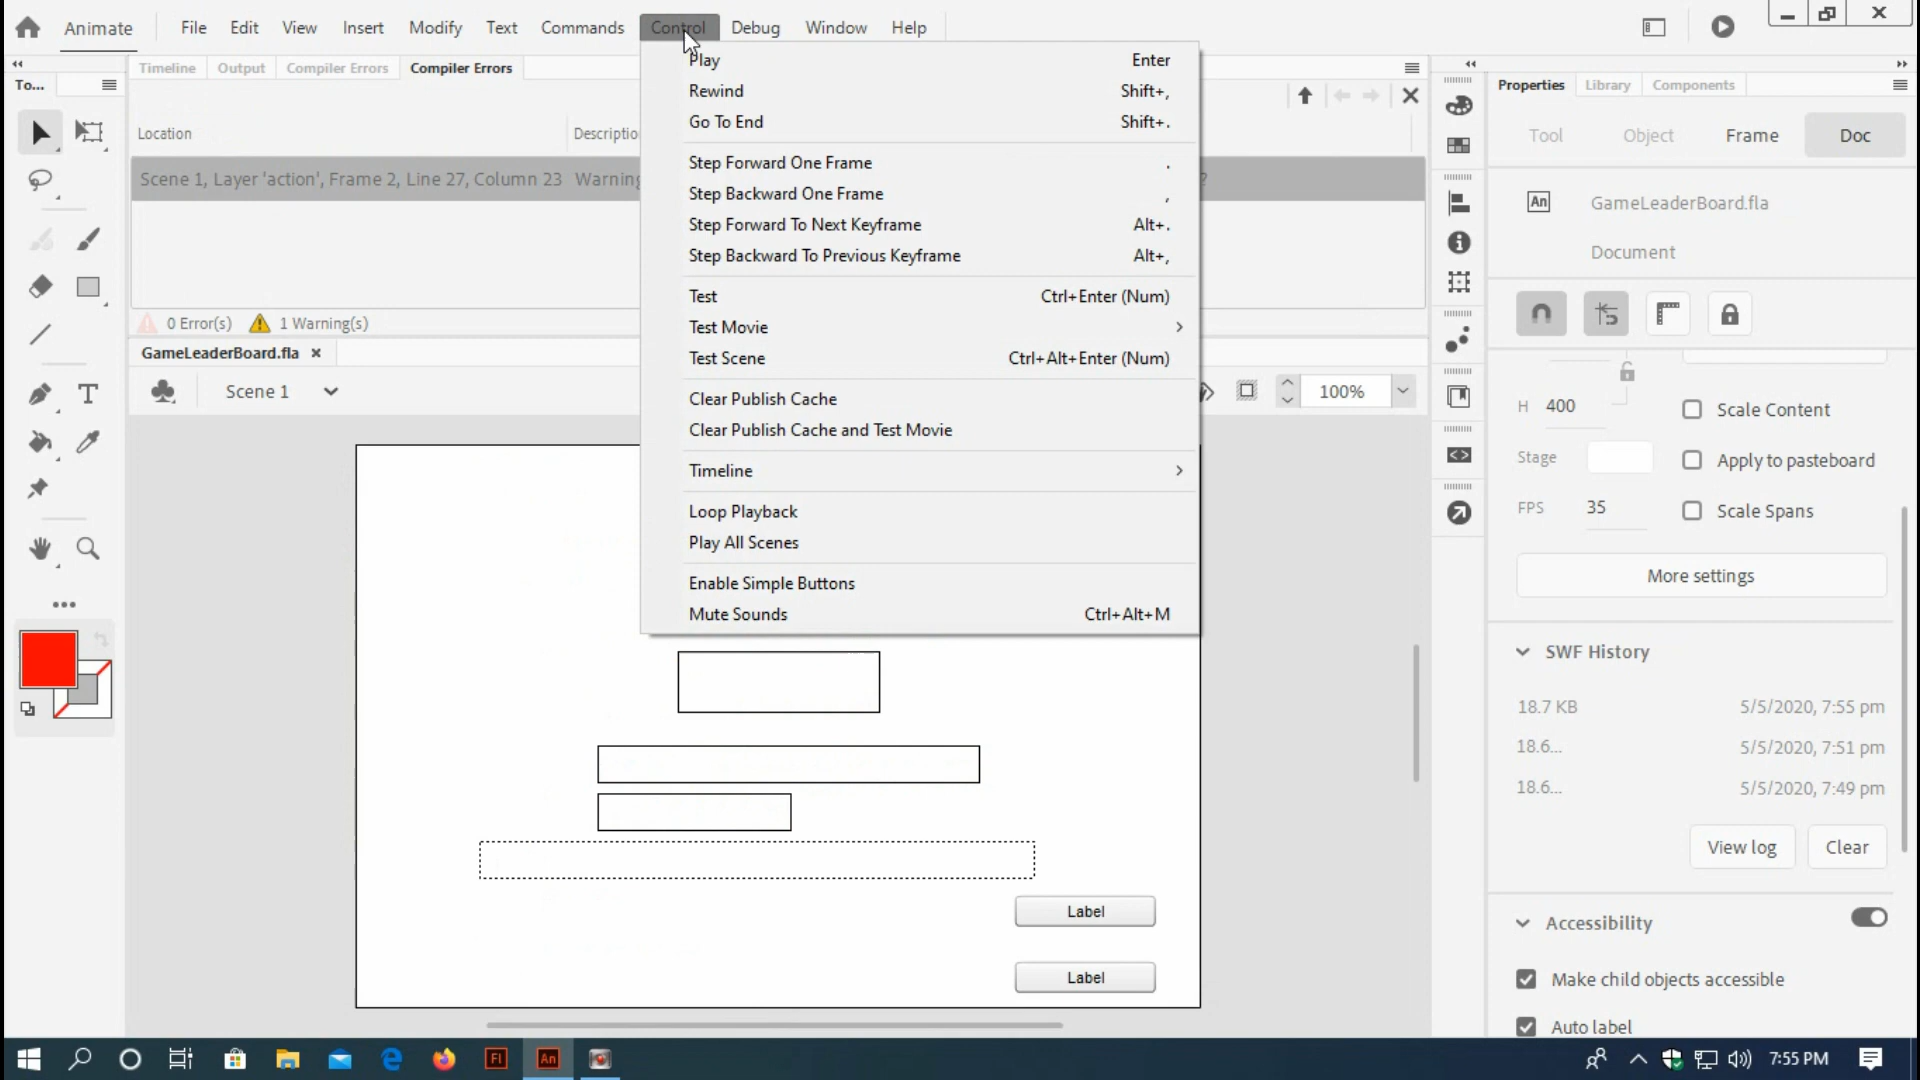 Animate File Edit View Insert Modify Text Commands Control Debug Window Help
Timeline Output Compiler Errors Compiler Errors
To...
Location
Scene 1, Layer 'action', Frame 2, Line 27, Column 23 Warning
?
0 Error(s) 1 Warning(s)
GameLeaderBoard.fla
Scene 1
100%
Play Enter
Rewind Shift+,
Go To End Shift+.
Step Forward One Frame .
Step Backward One Frame ,
Step Forward To Next Keyframe Alt+.
Step Backward To Previous Keyframe Alt+,
Test Ctrl+Enter (Num)
Test Movie
Test Scene Ctrl+Alt+Enter (Num)
Clear Publish Cache
Clear Publish Cache and Test Movie
Timeline
Loop Playback
Play All Scenes
Enable Simple Buttons
Mute Sounds Ctrl+Alt+M
Label
Label
Properties Library Components
Tool Object Frame Doc
An GameLeaderBoard.fla
Document
H 400 Scale Content
Stage Apply to pasteboard
FPS 35 Scale Spans
More settings
SWF History
18.7 KB 5/5/2020, 7:55 pm
18.6... 5/5/2020, 7:51 pm
18.6... 5/5/2020, 7:49 pm
View log Clear
Accessibility
Make child objects accessible
Auto label
Fl An
7:55 PM